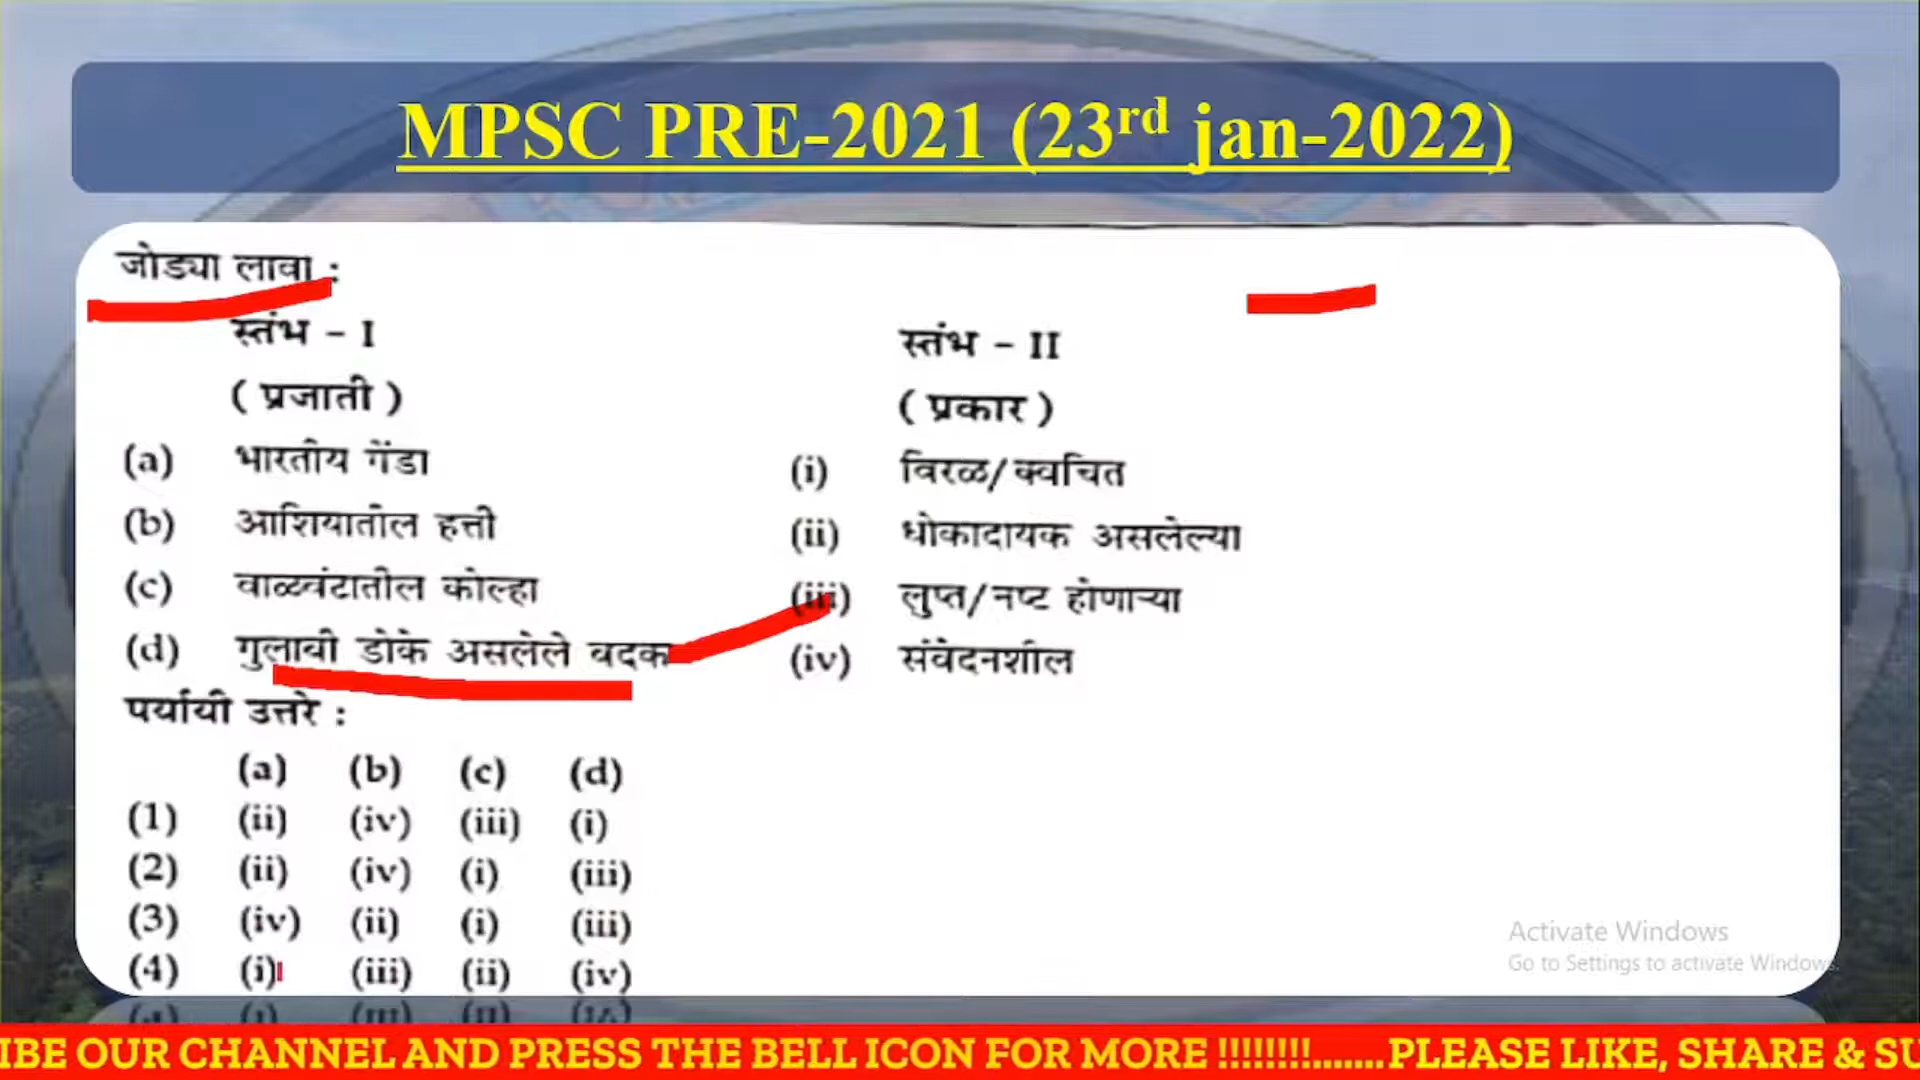 MPSC PRE-2021 (23rd jan-2022)
जोड्या लावा :
स्तंभ - I स्तंभ - II
( प्रजाती ) ( प्रकार )
(a) भारतीय गेंडा (i) विरळ/क्वचित
(b) आशियातील हत्ती (ii) धोकादायक असलेल्या
(c) वाळवंटातील कोल्हा (iii) लुप्त/नष्ट होणाऱ्या
(d) गुलाबी डोके असलेले बदक (iv) संवेदनशील
पर्यायी उत्तरे :
(a) (b) (c) (d)
(1) (ii) (iv) (iii) (i)
(2) (ii) (iv) (i) (iii)
(3) (iv) (ii) (i) (iii)
(4) (i) (iii) (ii) (iv)
Activate Windows
Go to Settings to activate Windows.
IBE OUR CHANNEL AND PRESS THE BELL ICON FOR MORE !!!!!!!!!.......PLEASE LIKE, SHARE & SU